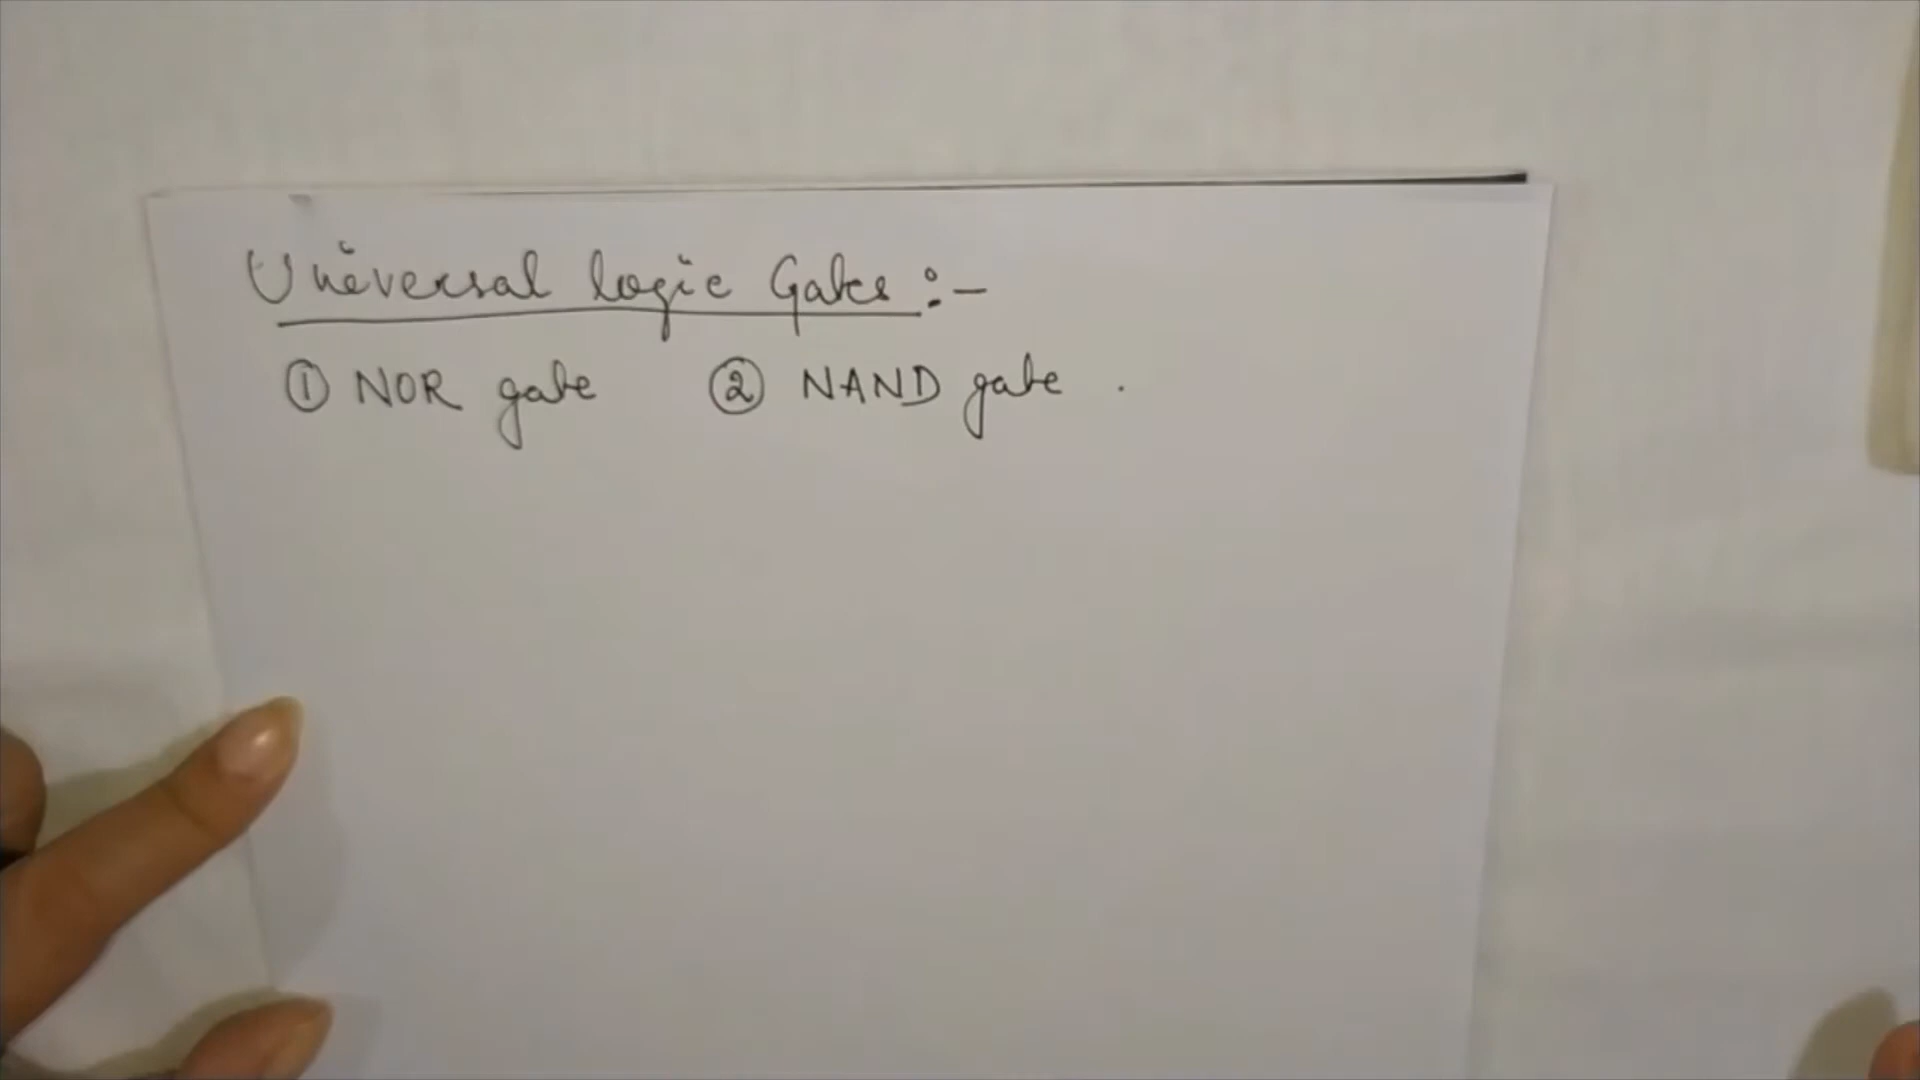 Universal logic Gates :-
① NOR gate ② NAND gate .